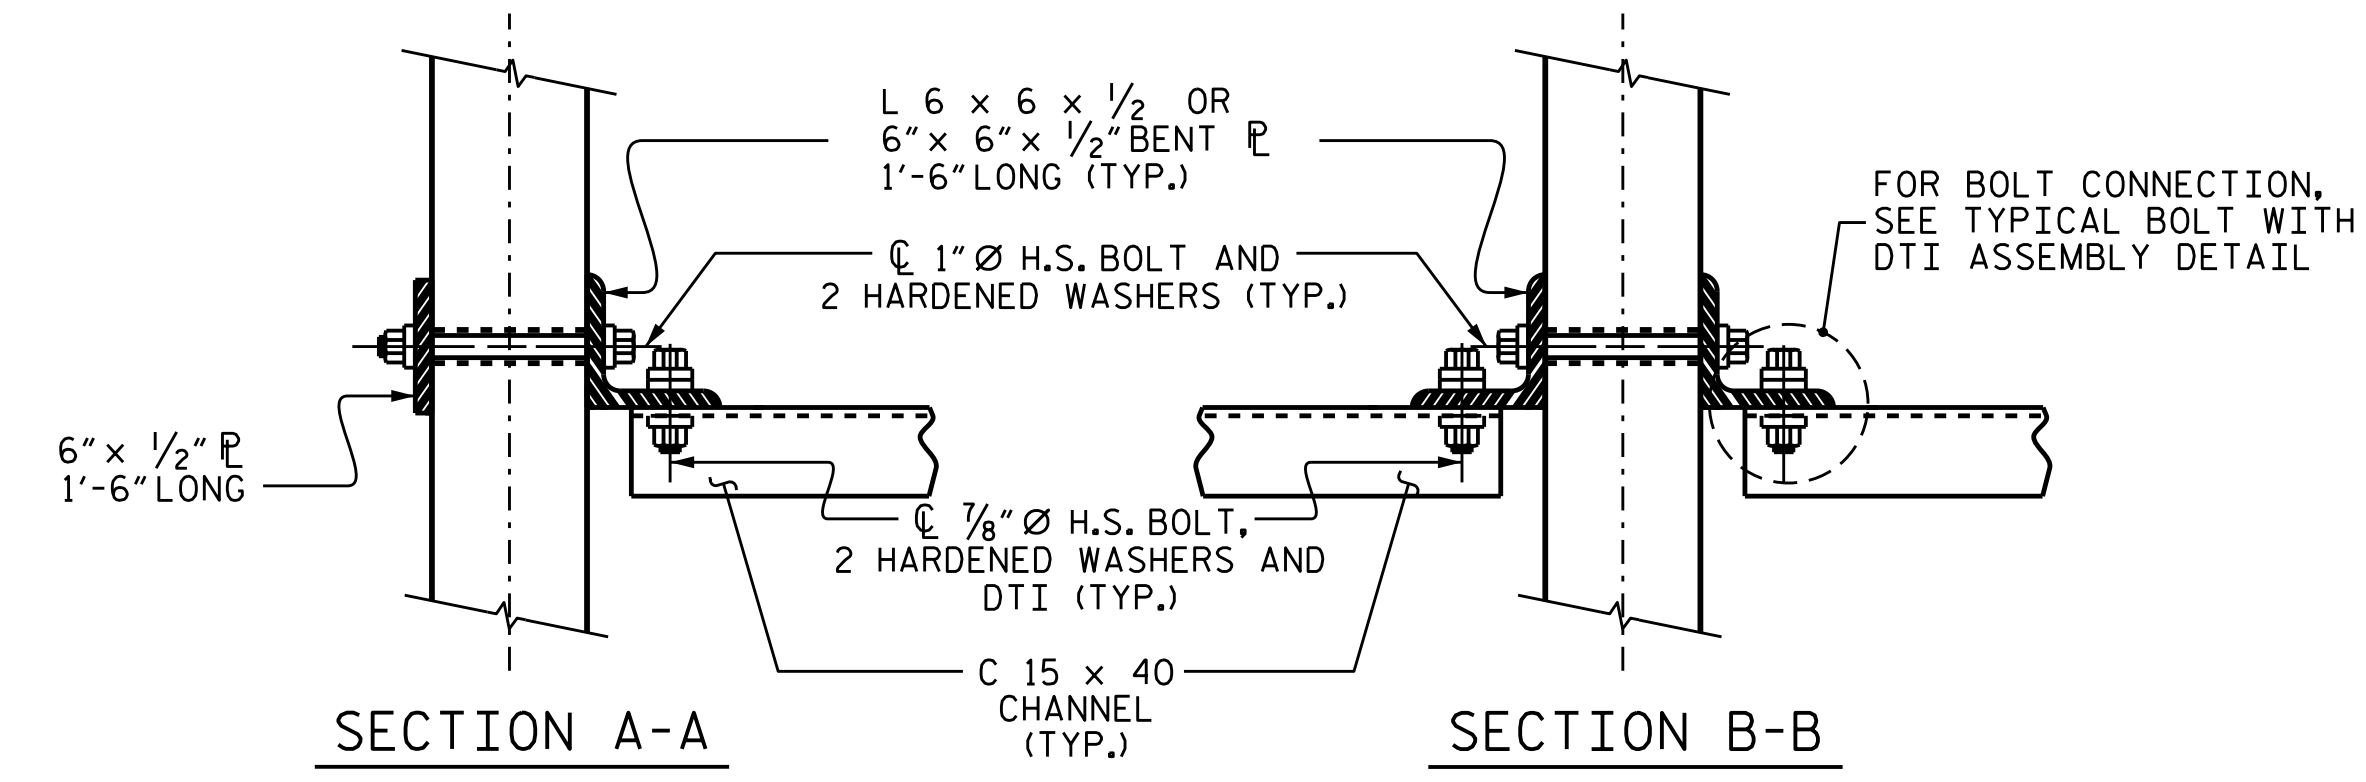 L 6 x 6 x 1/2 OR
6"x 6"x 1/2"BENT ℄P
1'-6"LONG (TYP.)
FOR BOLT CONNECTION,
SEE TYPICAL BOLT WITH
DTI ASSEMBLY DETAIL
℄ 1"Ø H.S. BOLT AND
2 HARDENED WASHERS (TYP.)
6"x 1/2" PL
1'-6"LONG
℄ 7/8"Ø H.S. BOLT,
2 HARDENED WASHERS AND
DTI (TYP.)
C 15 x 40
CHANNEL
(TYP.)
SECTION A-A
SECTION B-B